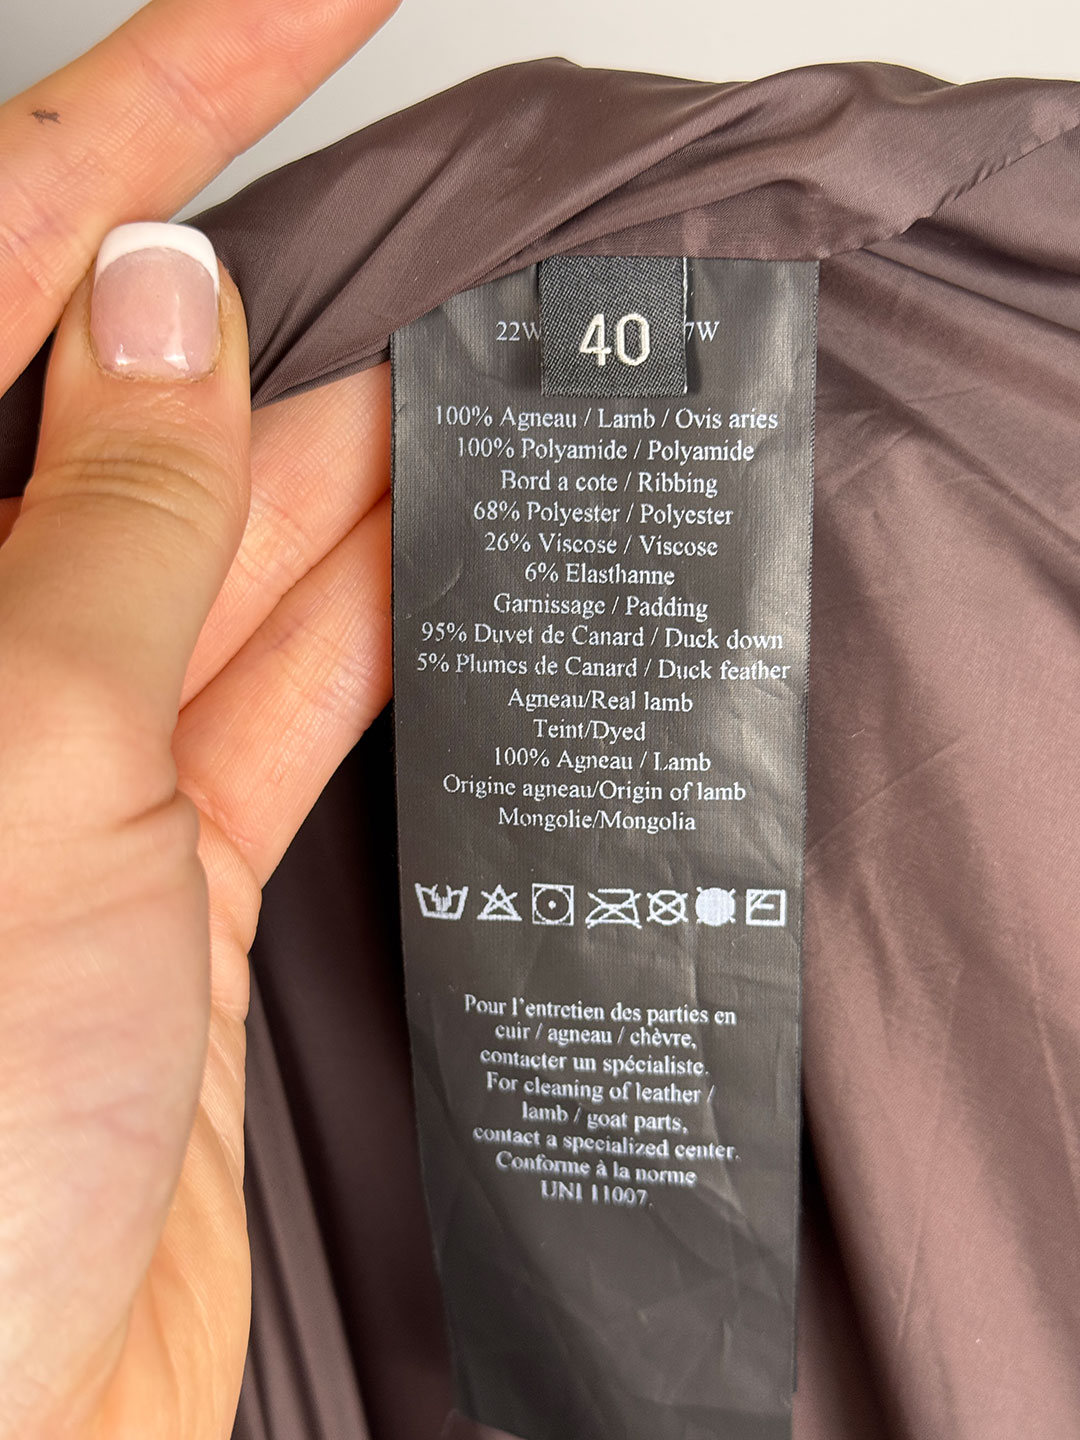 40
22W 7W
100% Agneau / Lamb / Ovis aries
100% Polyamide / Polyamide
Bord a cote / Ribbing
68% Polyester / Polyester
26% Viscose / Viscose
6% Elasthanne
Garnissage / Padding
95% Duvet de Canard / Duck down
5% Plumes de Canard / Duck feather
Agneau/Real lamb
Teint/Dyed
100% Agneau / Lamb
Origine agneau/Origin of lamb
Mongolie/Mongolia
Pour l'entretien des parties en
cuir / agneau / chèvre,
contacter un spécialiste.
For cleaning of leather /
lamb / goat parts,
contact a specialized center.
Conforme à la norme
UNI 11007.